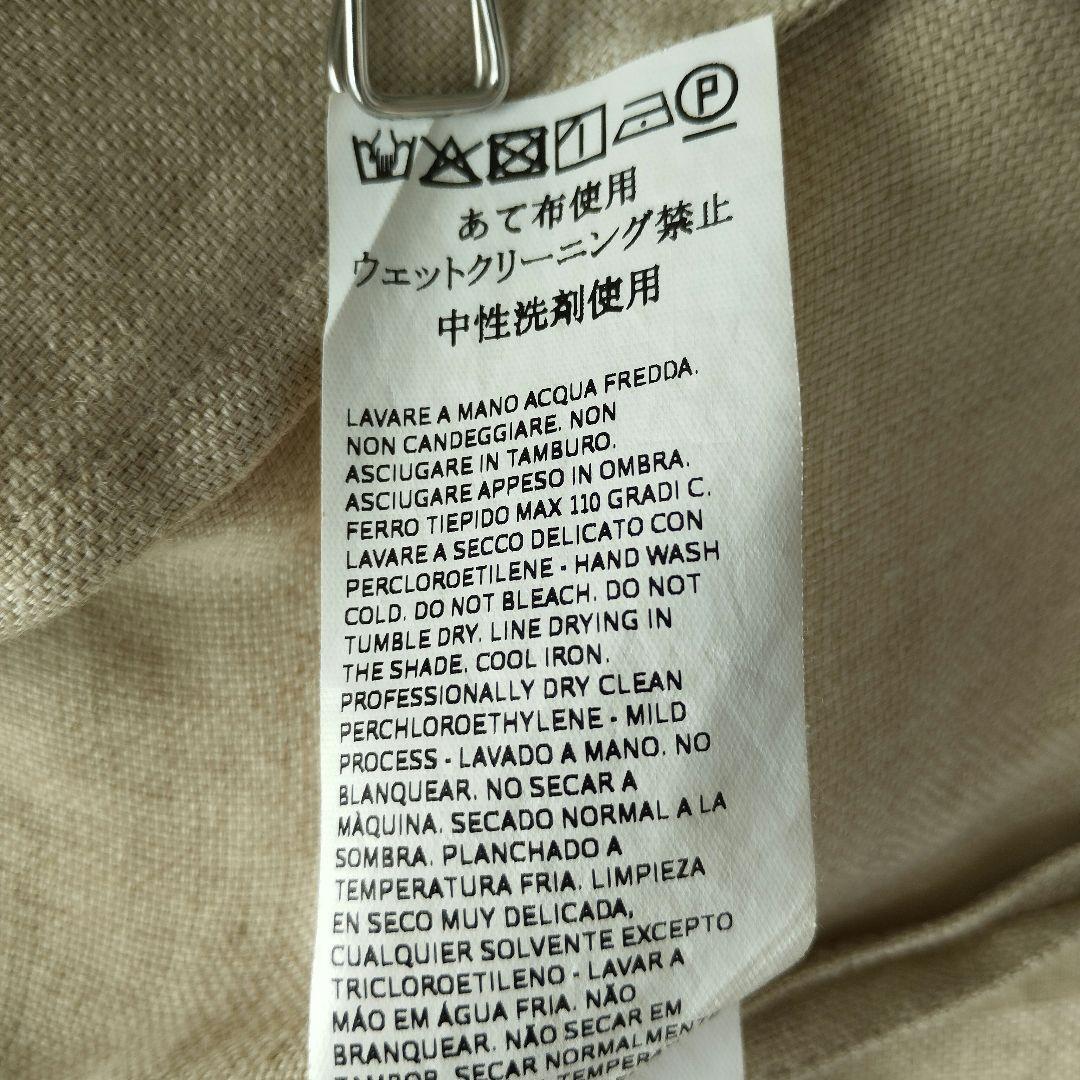 P
あて布使用
ウェットクリーニング禁止
中性洗剤使用
LAVARE A MANO ACQUA FREDDA.
NON CANDEGGIARE. NON
ASCIUGARE IN TAMBURO.
ASCIUGARE APPESO IN OMBRA.
FERRO TIEPIDO MAX 110 GRADI C.
LAVARE A SECCO DELICATO CON
PERCLOROETILENE - HAND WASH
COLD. DO NOT BLEACH. DO NOT
TUMBLE DRY. LINE DRYING IN
THE SHADE. COOL IRON.
PROFESSIONALLY DRY CLEAN
PERCHLOROETHYLENE - MILD
PROCESS - LAVADO A MANO. NO
BLANQUEAR. NO SECAR A
MÀQUINA. SECADO NORMAL A LA
SOMBRA. PLANCHADO A
TEMPERATURA FRIA. LIMPIEZA
EN SECO MUY DELICADA,
CUALQUIER SOLVENTE EXCEPTO
TRICLOROETILENO - LAVAR A
MÁO EM ÁGUA FRIA. NÃO
BRANQUEAR. NÃO SECAR EM
TAMBOR. SECAR NORMALMENTE